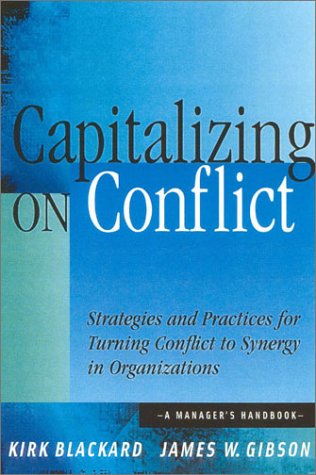 Capitalizing
ON Conflict
Strategies and Practices for
Turning Conflict to Synergy
in Organizations
–A MANAGER'S HANDBOOK–
KIRK BLACKARD JAMES W. GIBSON